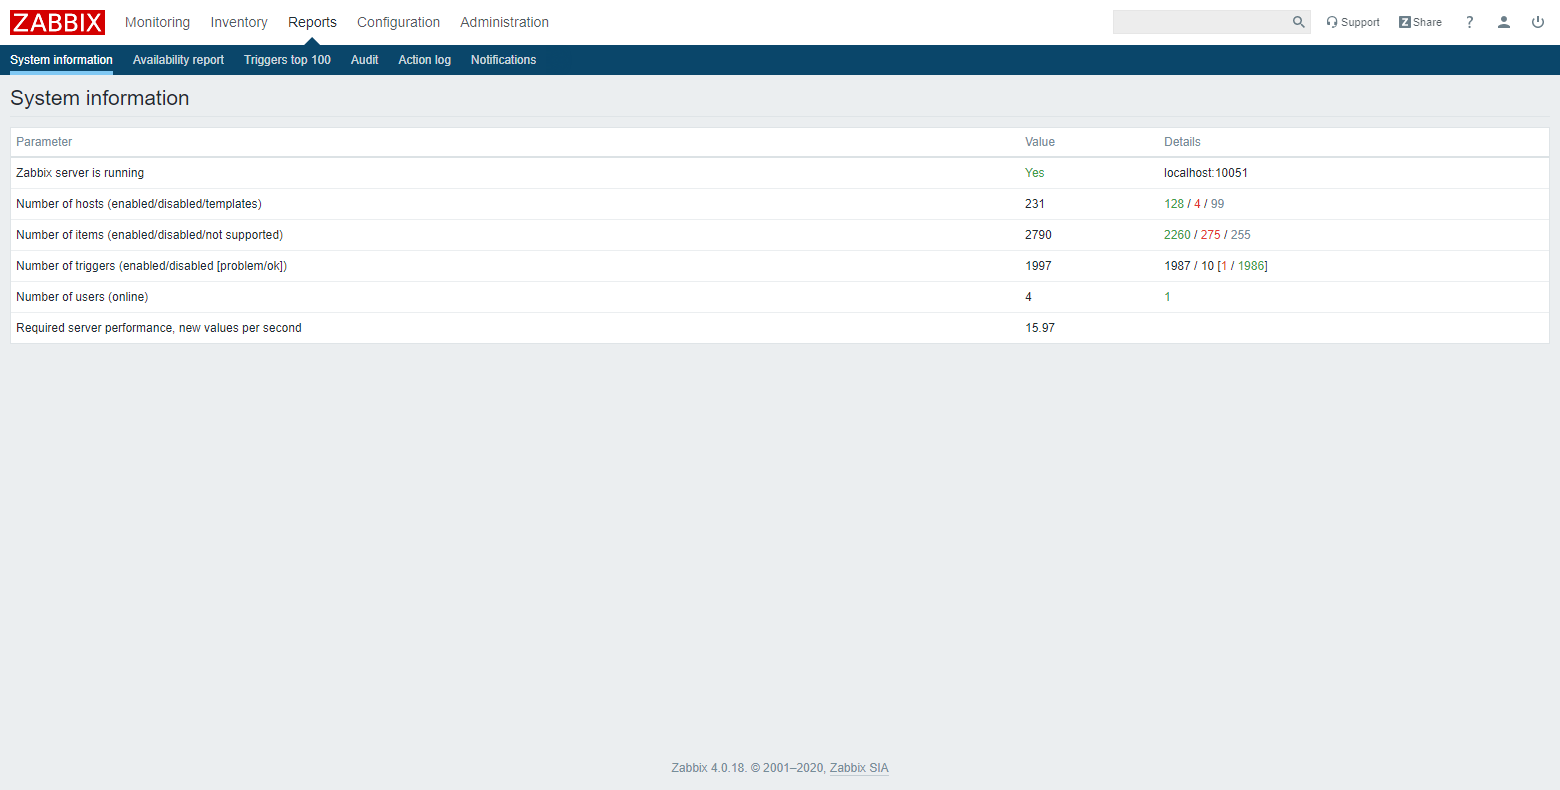 ZABBIX Monitoring Inventory Reports Configuration Administration Support Z Share ?
System information Availability report Triggers top 100 Audit Action log Notifications
System information
Parameter Value Details
Zabbix server is running Yes localhost:10051
Number of hosts (enabled/disabled/templates) 231 128 / 4 / 99
Number of items (enabled/disabled/not supported) 2790 2260 / 275 / 255
Number of triggers (enabled/disabled [problem/ok]) 1997 1987 / 10 [1 / 1986]
Number of users (online) 4 1
Required server performance, new values per second 15.97
Zabbix 4.0.18. © 2001–2020, Zabbix SIA